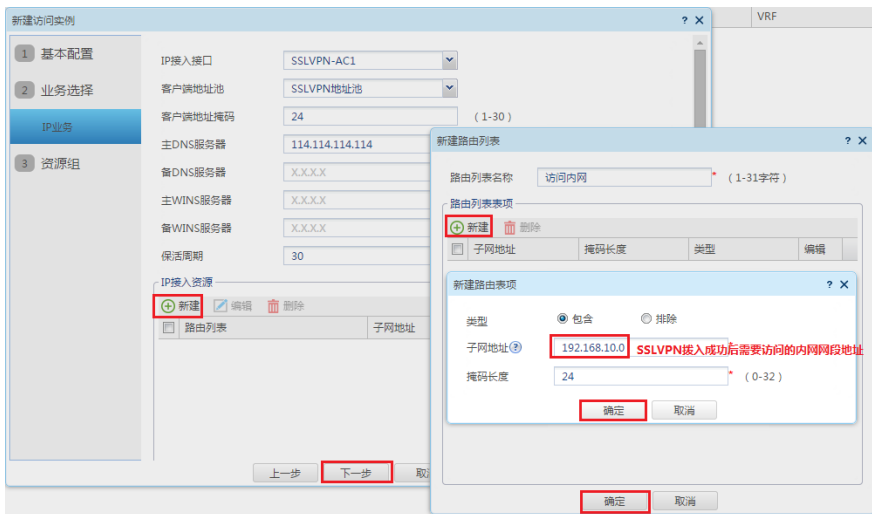 新建访问实例 ? X
VRF
1 基本配置
2 业务选择
IP业务
3 资源组
IP接入接口 SSLVPN-AC1
客户端地址池 SSLVPN地址池
客户端地址掩码 24 (1-30)
主DNS服务器 114.114.114.114
备DNS服务器 X.X.X.X
主WINS服务器 X.X.X.X
备WINS服务器 X.X.X.X
保活周期 30
IP接入资源
新建 编辑 删除
路由列表 子网地址
上一步 下一步 取
新建路由列表 ? X
路由列表名称 访问内网 * (1-31字符)
路由列表表项
新建 删除
子网地址 掩码长度 类型 编辑
新建路由表项 ? X
类型 包含 排除
子网地址 ? 192.168.10.0 SSLVPN拨入成功后需要访问的内网网段地址
掩码长度 24 * (0-32)
确定 取消
确定 取消